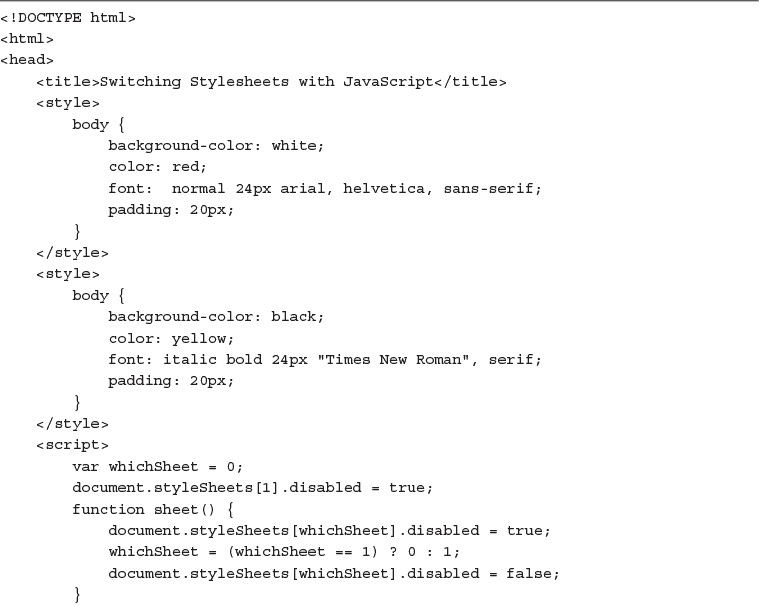 <!DOCTYPE html>
<html>
<head>
    <title>Switching Stylesheets with JavaScript</title>
    <style>
        body {
            background-color: white;
            color: red;
            font:  normal 24px arial, helvetica, sans-serif;
            padding: 20px;
        }
    </style>
    <style>
        body {
            background-color: black;
            color: yellow;
            font: italic bold 24px "Times New Roman", serif;
            padding: 20px;
        }
    </style>
    <script>
        var whichSheet = 0;
        document.styleSheets[1].disabled = true;
        function sheet() {
            document.styleSheets[whichSheet].disabled = true;
            whichSheet = (whichSheet == 1) ? 0 : 1;
            document.styleSheets[whichSheet].disabled = false;
        }